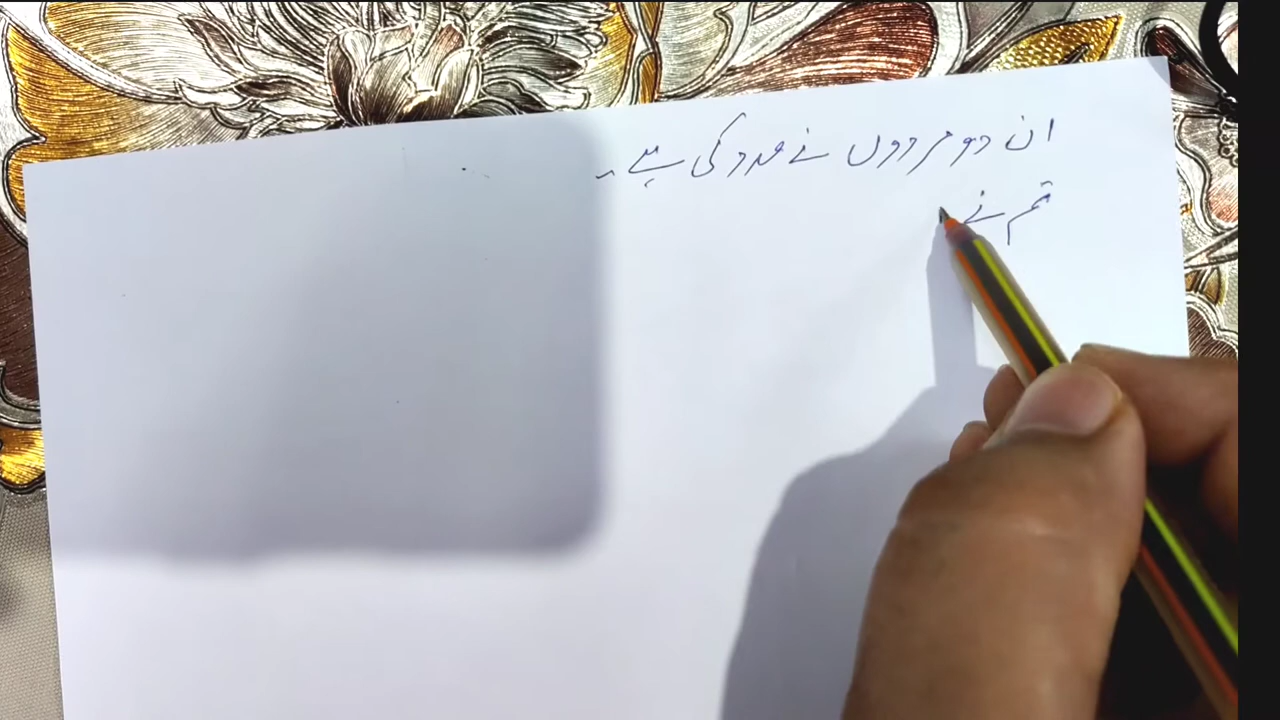 ان دو مردوں نے مدد کی ہے۔
تم نے